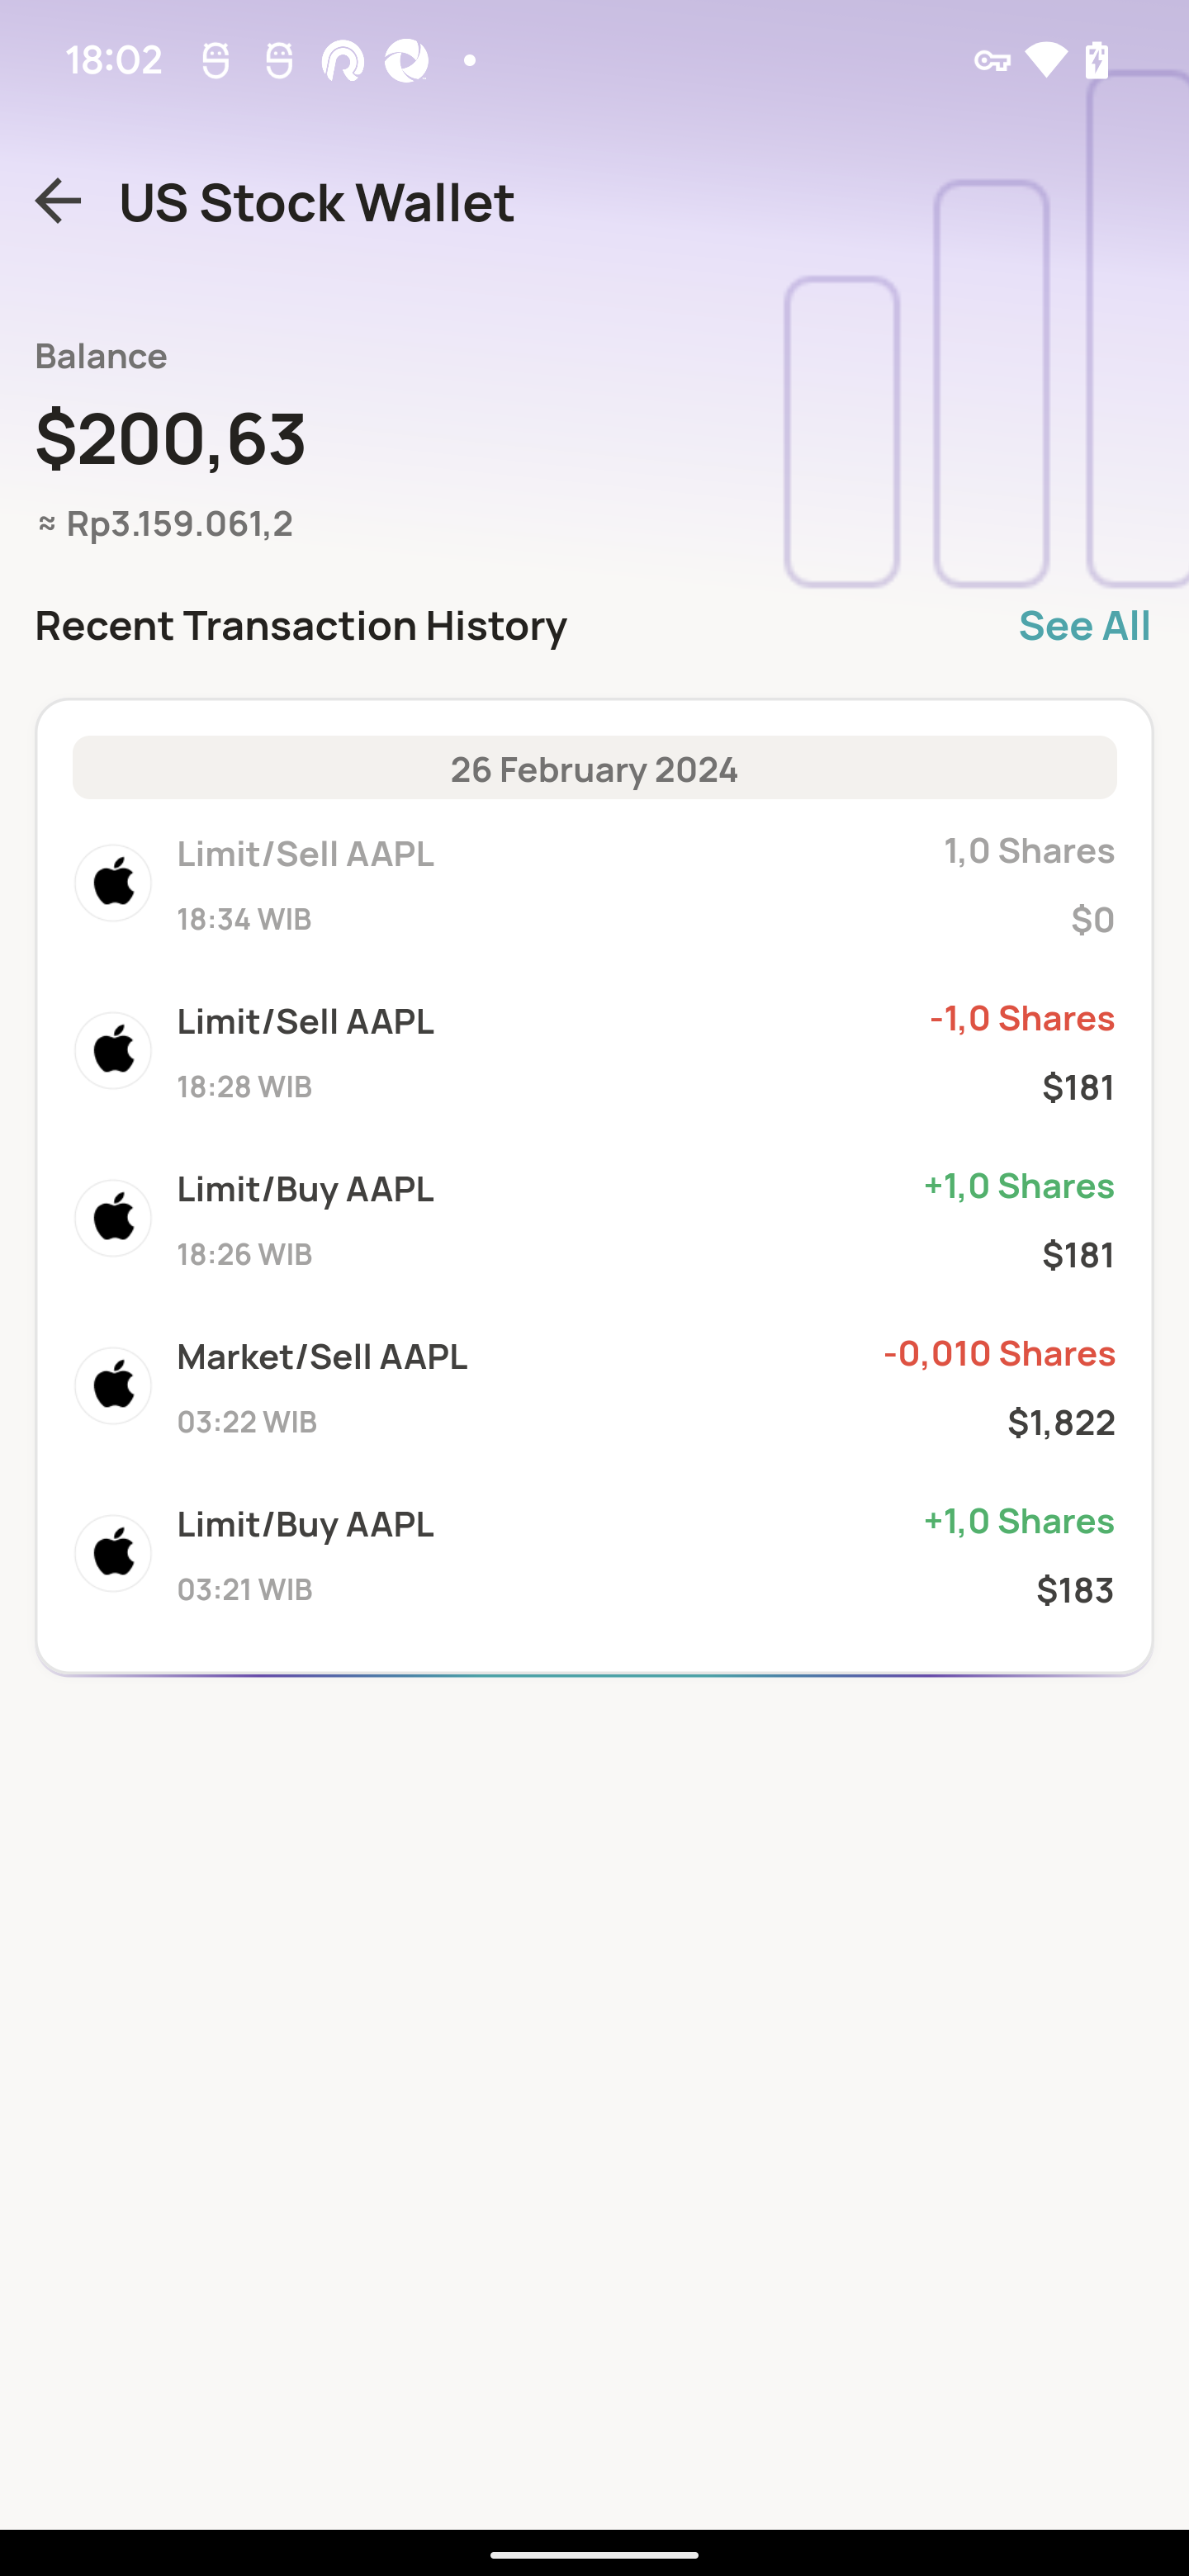 18:02
US Stock Wallet
Balance
$200,63
≈ Rp3.159.061,2
Recent Transaction History
See All
26 February 2024
Limit/Sell AAPL
1,0 Shares
18:34 WIB
$0
Limit/Sell AAPL
-1,0 Shares
18:28 WIB
$181
Limit/Buy AAPL
+1,0 Shares
18:26 WIB
$181
Market/Sell AAPL
-0,010 Shares
03:22 WIB
$1,822
Limit/Buy AAPL
+1,0 Shares
03:21 WIB
$183